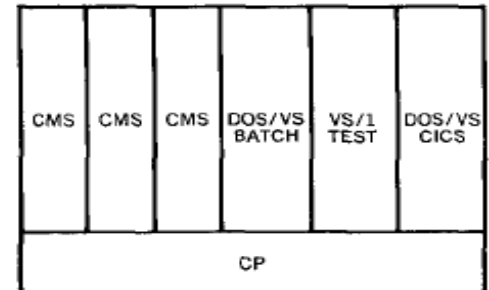 CMS
CMS
CMS
DOS/VS
BATCH
VS/1
TEST
DOS/VS
CICS
CP